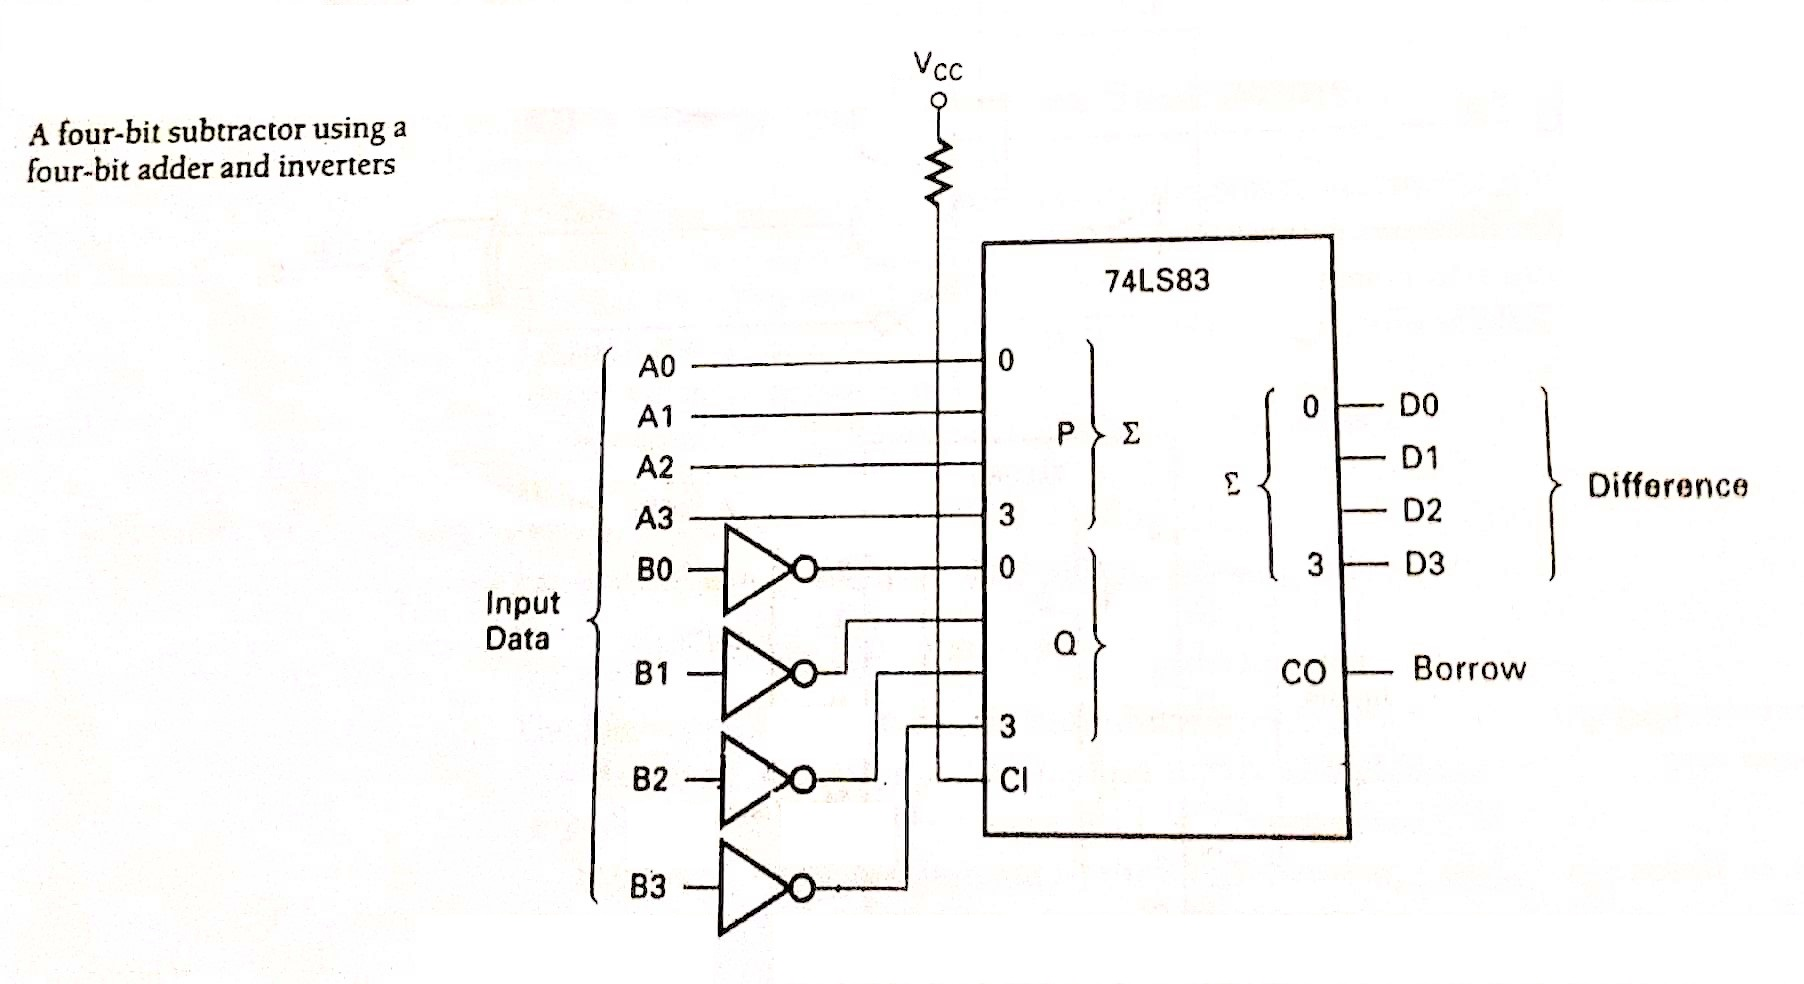 A four-bit subtractor using a
four-bit adder and inverters
VCC
74LS83
A0
A1
A2
A3
B0
B1
B2
B3
Input
Data
0
P
Σ
3
0
Q
3
CI
Σ
0
3
CO
D0
D1
D2
D3
Difference
Borrow